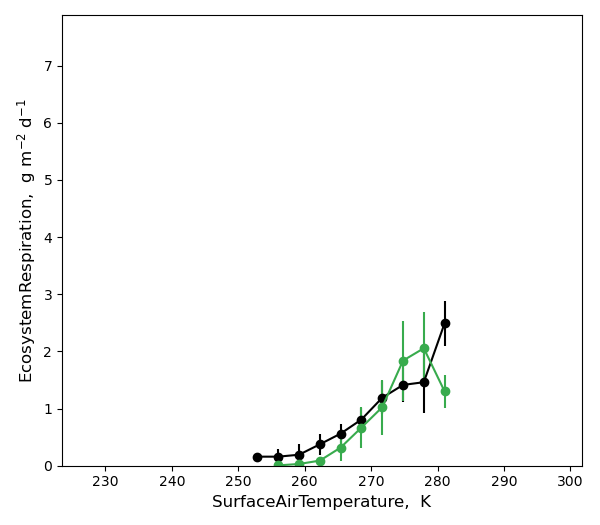 7
6
5
4
3
2
1
0
EcosystemRespiration, g m⁻² d⁻¹
230 240 250 260 270 280 290 300
SurfaceAirTemperature, K